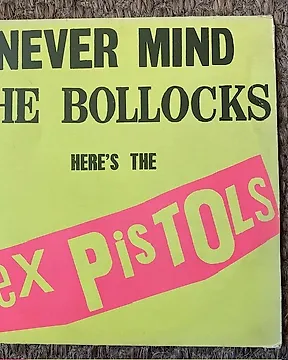 NEVER MIND
HE BOLLOCKS
HERE'S THE
ex PiSTOLs